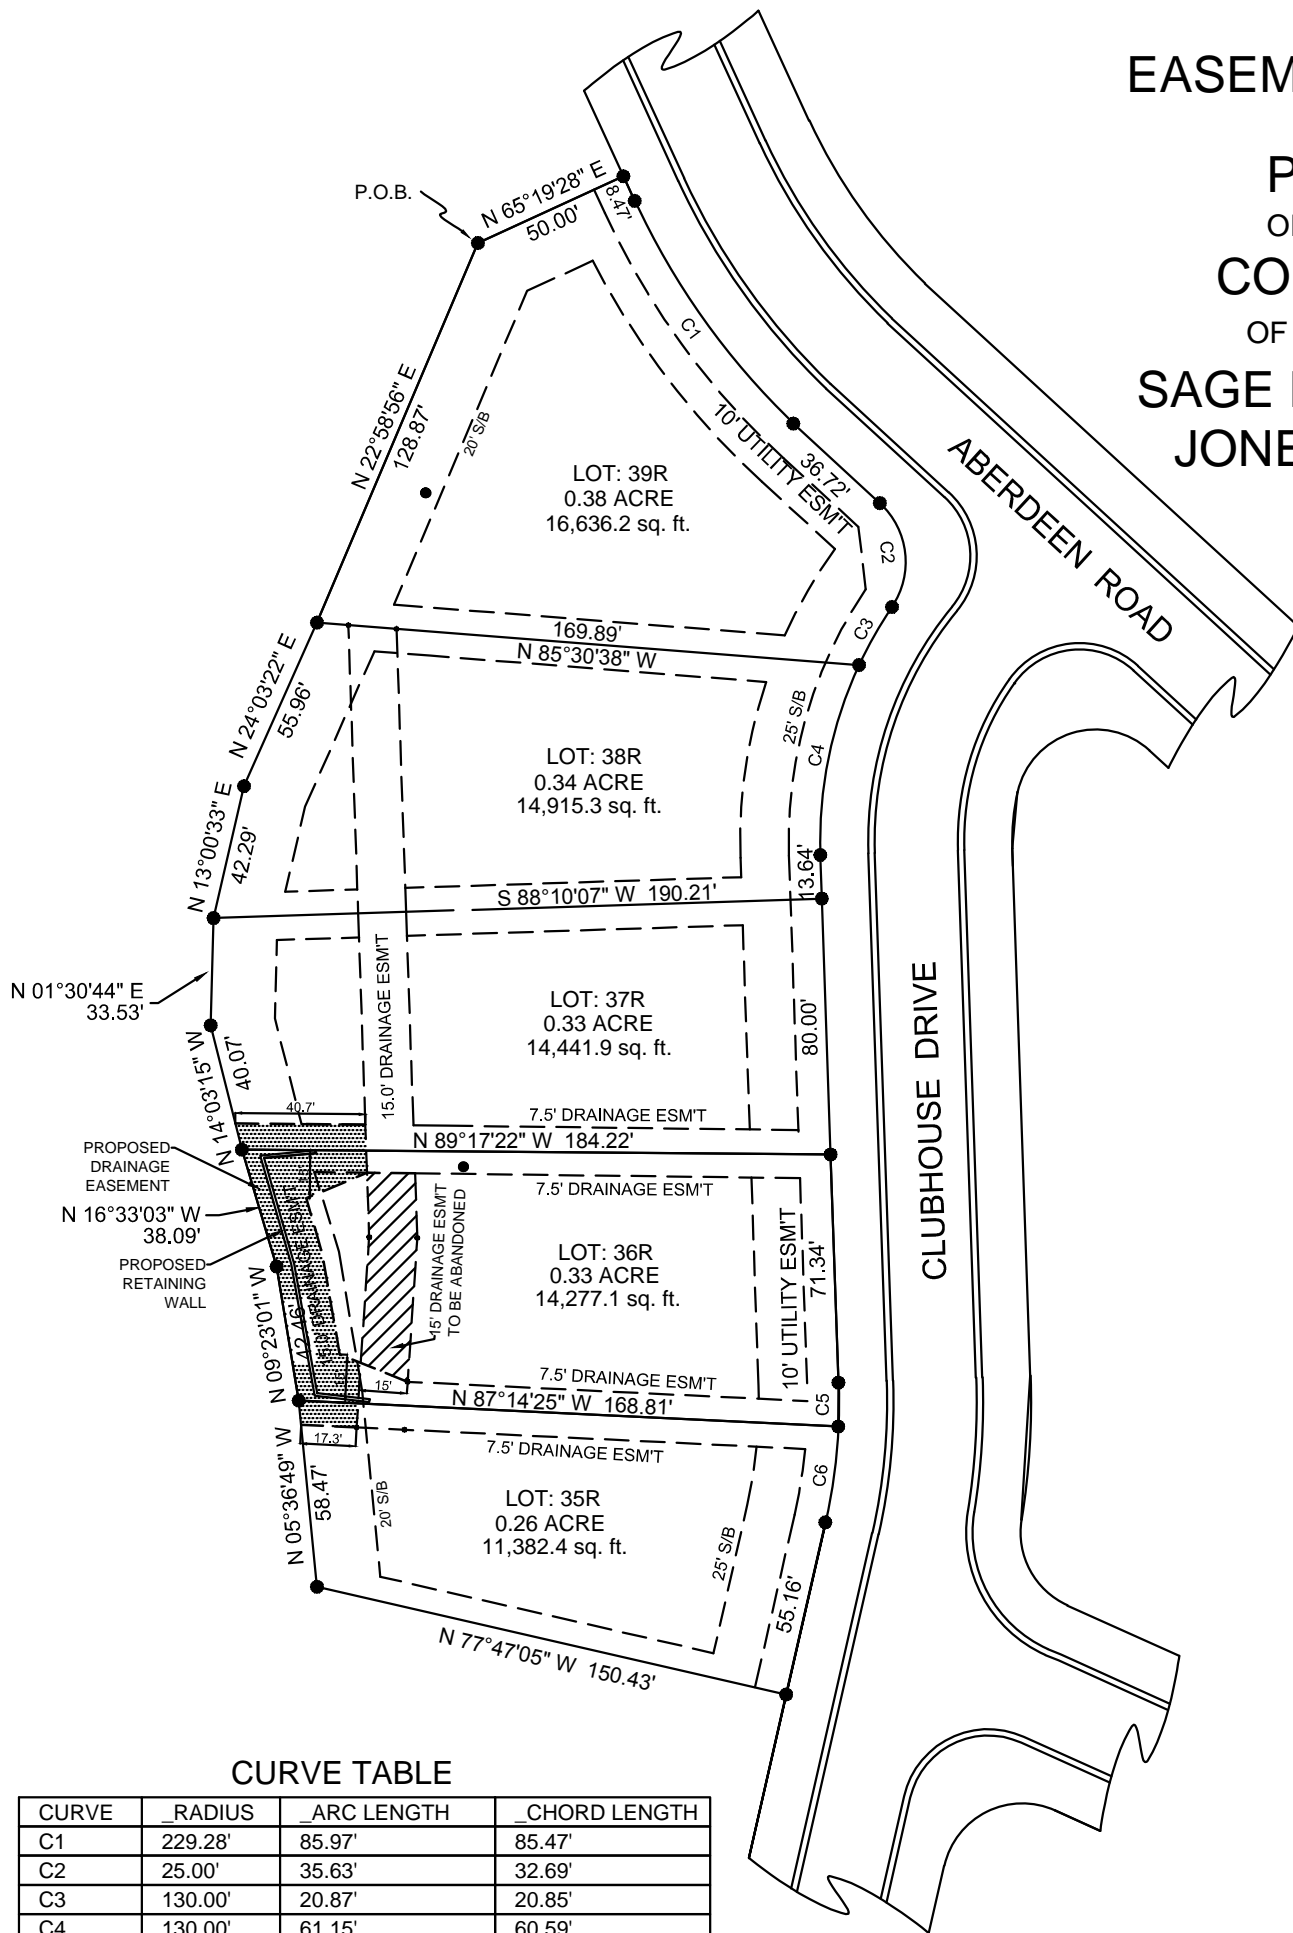 EASEM
P
O
CO
OF
SAGE
JONE
P.O.B.
N 65°19'28" E
50.00'
8.47'
C1
N 22°58'56" E
128.87'
20' S/B
10' UTILITY ESM'T
36.72'
C2
C3
LOT: 39R
0.38 ACRE
16,636.2 sq. ft.
ABERDEEN ROAD
169.89'
N 85°30'38" W
N 24°03'22" E
55.96'
25' S/B
C4
LOT: 38R
0.34 ACRE
14,915.3 sq. ft.
N 13°00'33" E
42.29'
13.64'
S 88°10'07" W 190.21'
N 01°30'44" E
33.53'
15.0' DRAINAGE ESM'T
LOT: 37R
0.33 ACRE
14,441.9 sq. ft.
80.00'
CLUBHOUSE DRIVE
N 14°03'15" W
40.07'
40.7'
7.5' DRAINAGE ESM'T
N 89°17'22" W 184.22'
PROPOSED
DRAINAGE
EASEMENT
N 16°33'03" W
38.09'
PROPOSED
RETAINING
WALL
7.5' DRAINAGE ESM'T
15' DRAINAGE ESM'T
TO BE ABANDONED
LOT: 36R
0.33 ACRE
14,277.1 sq. ft.
10' UTILITY ESM'T
71.34'
N 09°23'01" W
42.46'
15.0' DRAINAGE ESM'T
15'
7.5' DRAINAGE ESM'T
N 87°14'25" W 168.81'
C5
17.3'
7.5' DRAINAGE ESM'T
C6
N 05°36'49" W
58.47'
20' S/B
LOT: 35R
0.26 ACRE
11,382.4 sq. ft.
25' S/B
55.16'
N 77°47'05" W 150.43'
CURVE TABLE
CURVE _RADIUS _ARC LENGTH _CHORD LENGTH
C1 229.28' 85.97' 85.47'
C2 25.00' 35.63' 32.69'
C3 130.00' 20.87' 20.85'
C4 130.00' 61.15' 60.59'